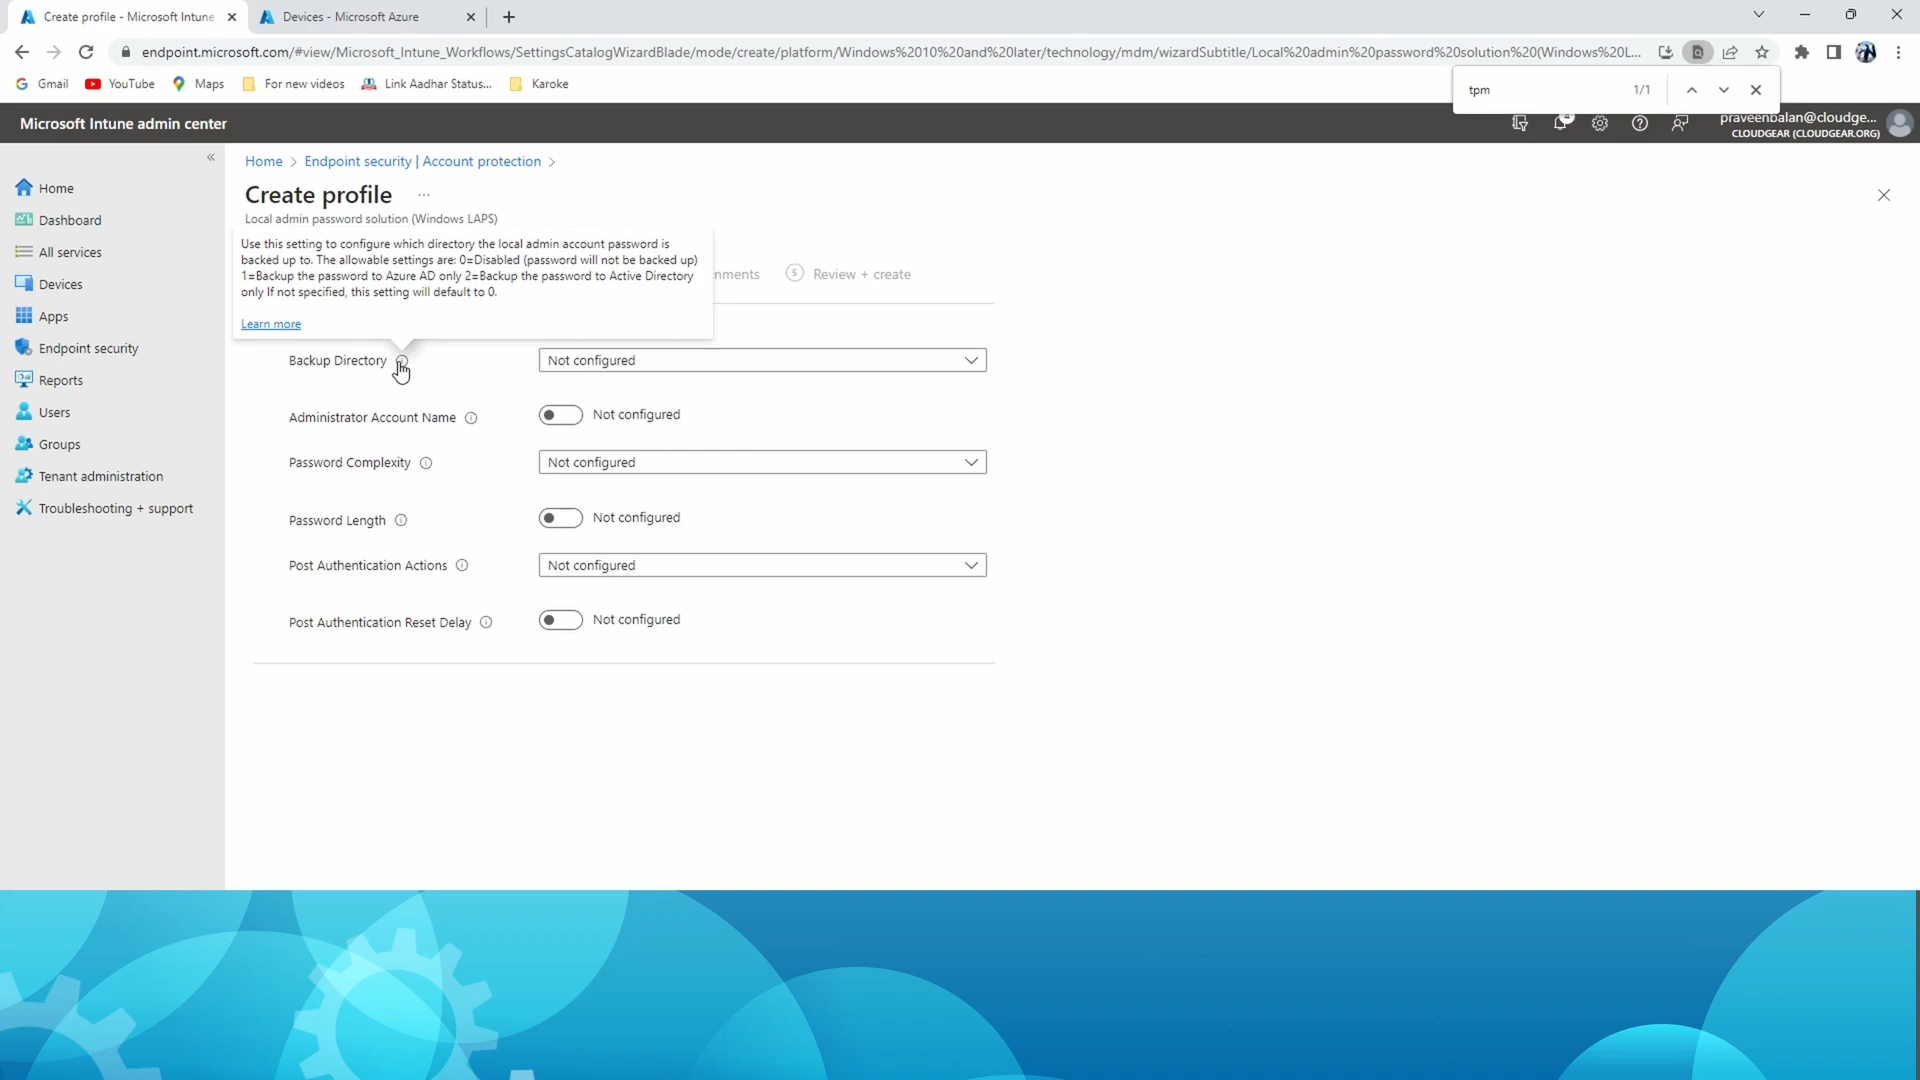 Create profile - Microsoft Intune
Devices - Microsoft Azure
endpoint.microsoft.com/#view/Microsoft_Intune_Workflows/SettingsCatalogWizardBlade/mode/create/platform/Windows%2010%20and%20later/technology/mdm/wizardSubtitle/Local%20admin%20password%20solution%20(Windows%20L...
Gmail
YouTube
Maps
For new videos
Link Aadhar Status...
Karoke
tpm
1/1
Microsoft Intune admin center
praveenbalan@cloudge...
CLOUDGEAR (CLOUDGEAR.ORG)
Home
Dashboard
All services
Devices
Apps
Endpoint security
Reports
Users
Groups
Tenant administration
Troubleshooting + support
Home > Endpoint security | Account protection >
Create profile ...
Local admin password solution (Windows LAPS)
Use this setting to configure which directory the local admin account password is
backed up to. The allowable settings are: 0=Disabled (password will not be backed up)
1=Backup the password to Azure AD only 2=Backup the password to Active Directory
only If not specified, this setting will default to 0.
Learn more
nments
5 Review + create
Backup Directory
Not configured
Administrator Account Name
Not configured
Password Complexity
Not configured
Password Length
Not configured
Post Authentication Actions
Not configured
Post Authentication Reset Delay
Not configured